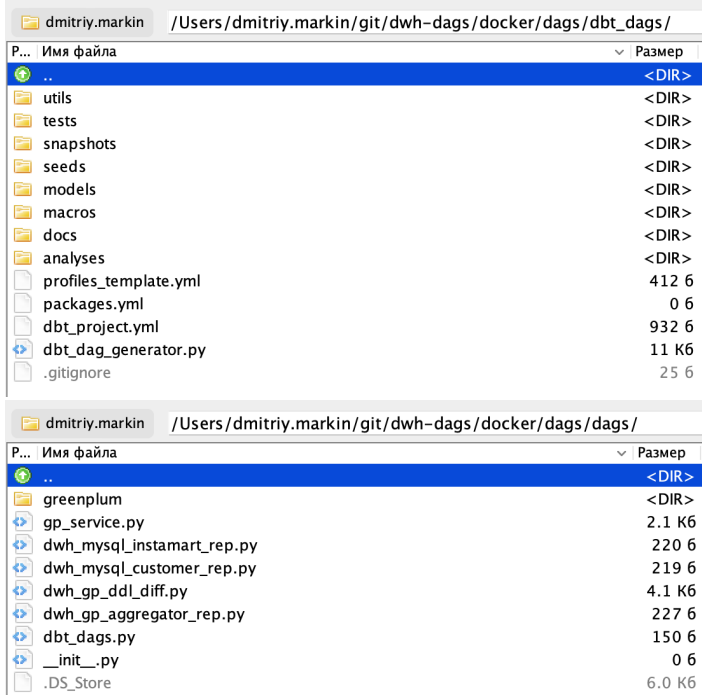 dmitriy.markin /Users/dmitriy.markin/git/dwh-dags/docker/dags/dbt_dags/
Р... Имя файла Размер
.. <DIR>
utils <DIR>
tests <DIR>
snapshots <DIR>
seeds <DIR>
models <DIR>
macros <DIR>
docs <DIR>
analyses <DIR>
profiles_template.yml 412 б
packages.yml 0 б
dbt_project.yml 932 б
dbt_dag_generator.py 11 Кб
.gitignore 25 б
dmitriy.markin /Users/dmitriy.markin/git/dwh-dags/docker/dags/dags/
Р... Имя файла Размер
.. <DIR>
greenplum <DIR>
gp_service.py 2.1 Кб
dwh_mysql_instamart_rep.py 220 б
dwh_mysql_customer_rep.py 219 б
dwh_gp_ddl_diff.py 4.1 Кб
dwh_gp_aggregator_rep.py 227 б
dbt_dags.py 150 б
__init__.py 0 б
.DS_Store 6.0 Кб